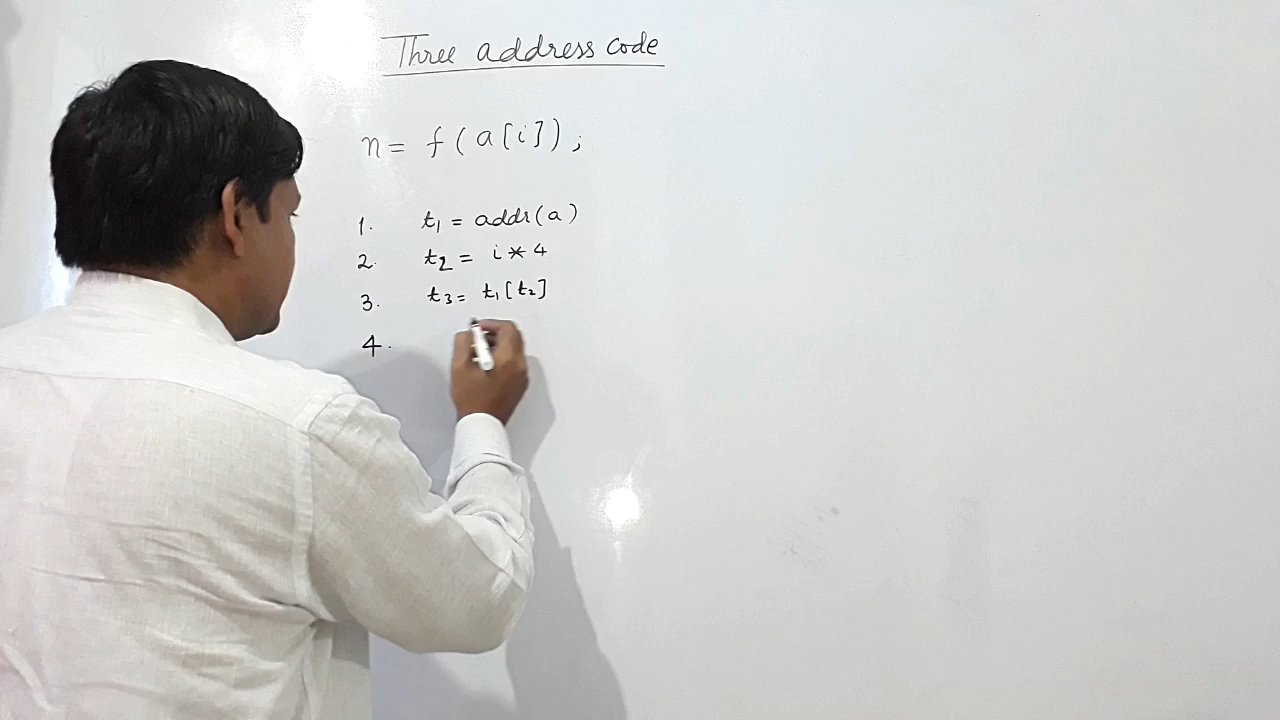 Three address code
n = f(a[i]);
1. t1 = addr(a)
2. t2 = i * 4
3. t3 = t1[t2]
4.